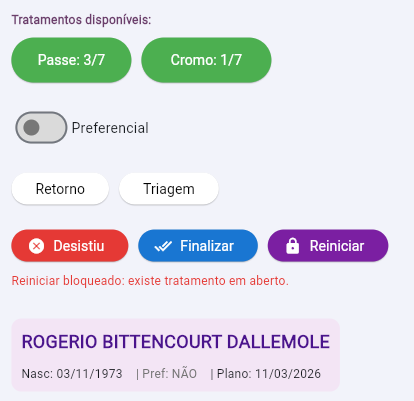 Tratamentos disponíveis:
Passe: 3/7 Cromo: 1/7
Preferencial
Retorno Triagem
Desistiu Finalizar Reiniciar
Reiniciar bloqueado: existe tratamento em aberto.
ROGERIO BITTENCOURT DALLEMOLE
Nasc: 03/11/1973 | Pref: NÃO | Plano: 11/03/2026